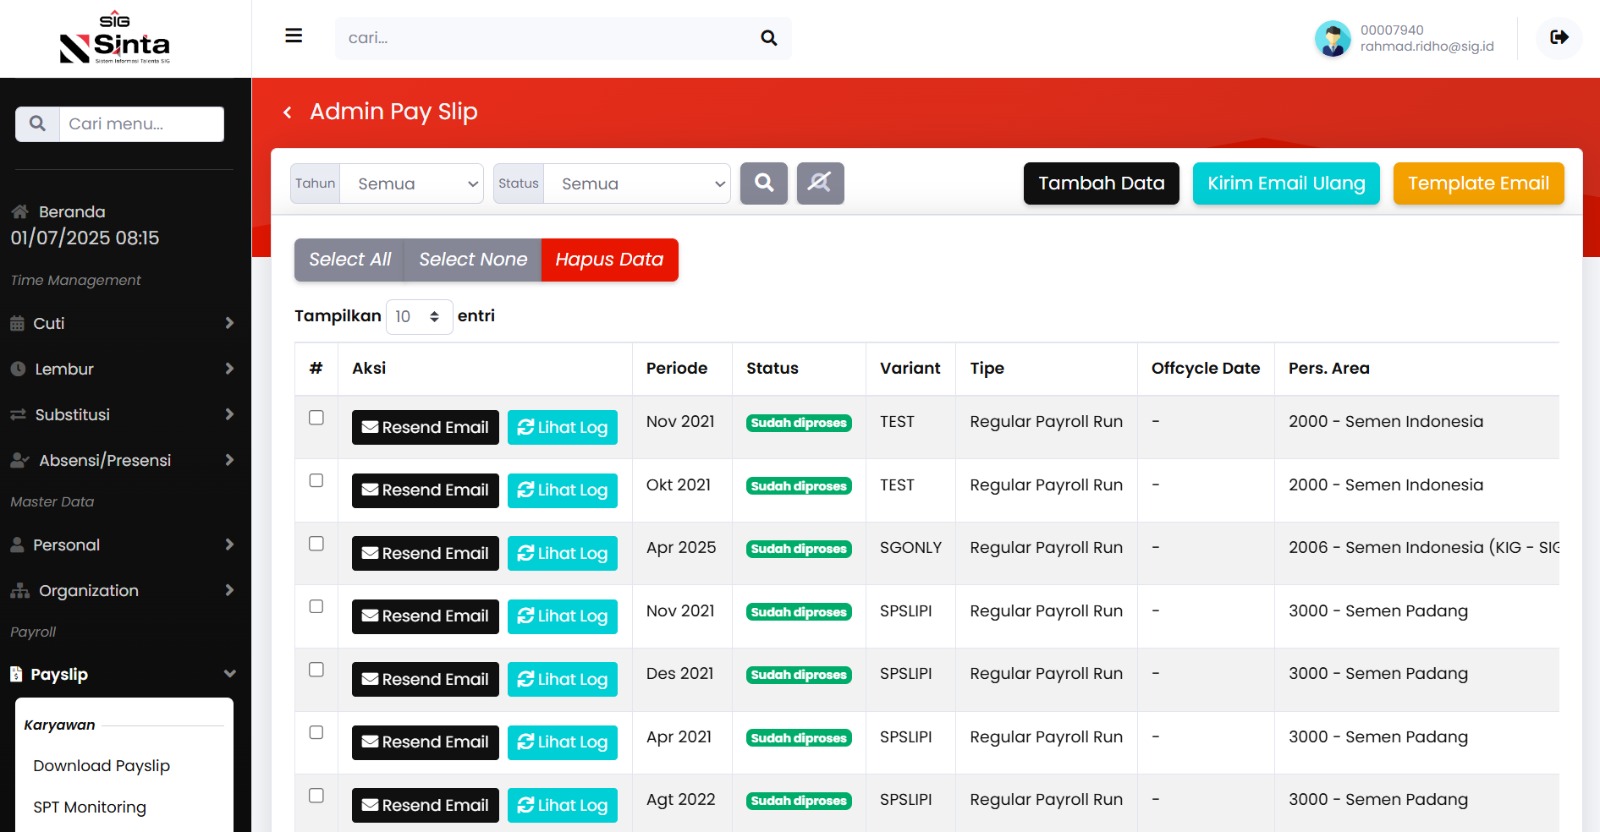 SIG
Sinta
Sistem Informasi Talenta SIG
cari...
00007940
rahmad.ridho@sig.id
Cari menu...
Beranda
01/07/2025 08:15
Time Management
Cuti
Lembur
Substitusi
Absensi/Presensi
Master Data
Personal
Organization
Payroll
Payslip
Karyawan
Download Payslip
SPT Monitoring
Admin Pay Slip
Tahun Semua Status Semua Tambah Data Kirim Email Ulang Template Email
Select All Select None Hapus Data
Tampilkan 10 entri
# Aksi Periode Status Variant Tipe Offcycle Date Pers. Area
Resend Email Lihat Log Nov 2021 Sudah diproses TEST Regular Payroll Run - 2000 - Semen Indonesia
Resend Email Lihat Log Okt 2021 Sudah diproses TEST Regular Payroll Run - 2000 - Semen Indonesia
Resend Email Lihat Log Apr 2025 Sudah diproses SGONLY Regular Payroll Run - 2006 - Semen Indonesia (KIG - SIG
Resend Email Lihat Log Nov 2021 Sudah diproses SPSLIPI Regular Payroll Run - 3000 - Semen Padang
Resend Email Lihat Log Des 2021 Sudah diproses SPSLIPI Regular Payroll Run - 3000 - Semen Padang
Resend Email Lihat Log Apr 2021 Sudah diproses SPSLIPI Regular Payroll Run - 3000 - Semen Padang
Resend Email Lihat Log Agt 2022 Sudah diproses SPSLIPI Regular Payroll Run - 3000 - Semen Padang